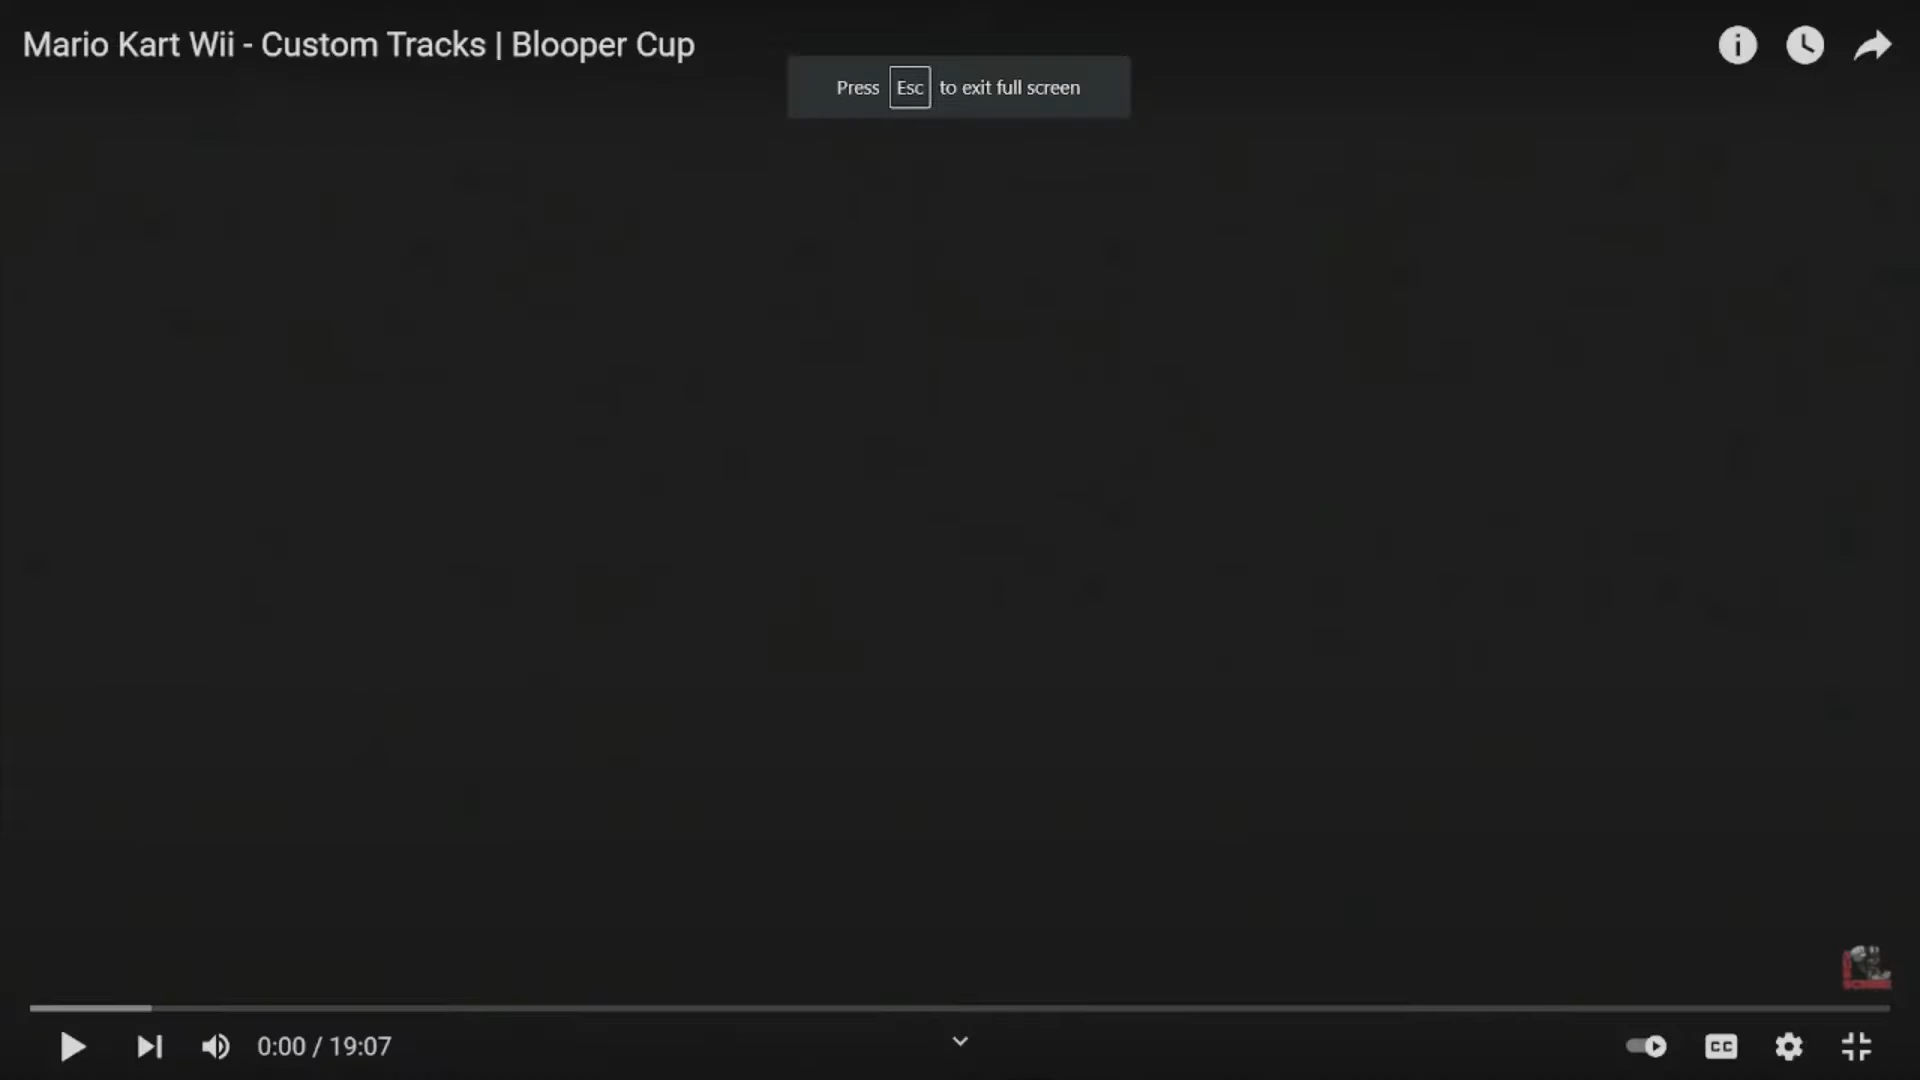 Mario Kart Wii - Custom Tracks | Blooper Cup
Press Esc to exit full screen
0:00 / 19:07
CC